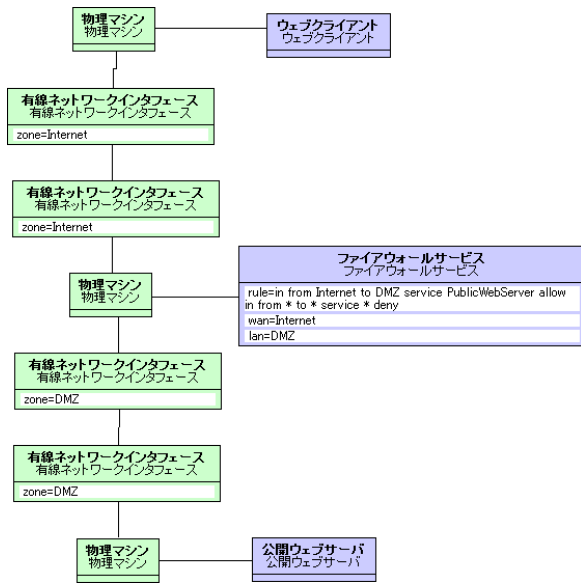 物理マシン
物理マシン
ウェブクライアント
ウェブクライアント
有線ネットワークインタフェース
有線ネットワークインタフェース
zone=Internet
有線ネットワークインタフェース
有線ネットワークインタフェース
zone=Internet
ファイアウォールサービス
ファイアウォールサービス
物理マシン
物理マシン
rule=in from Internet to DMZ service PublicWebServer allow
in from * to * service * deny
wan=Internet
lan=DMZ
有線ネットワークインタフェース
有線ネットワークインタフェース
zone=DMZ
有線ネットワークインタフェース
有線ネットワークインタフェース
zone=DMZ
物理マシン
物理マシン
公開ウェブサーバ
公開ウェブサーバ